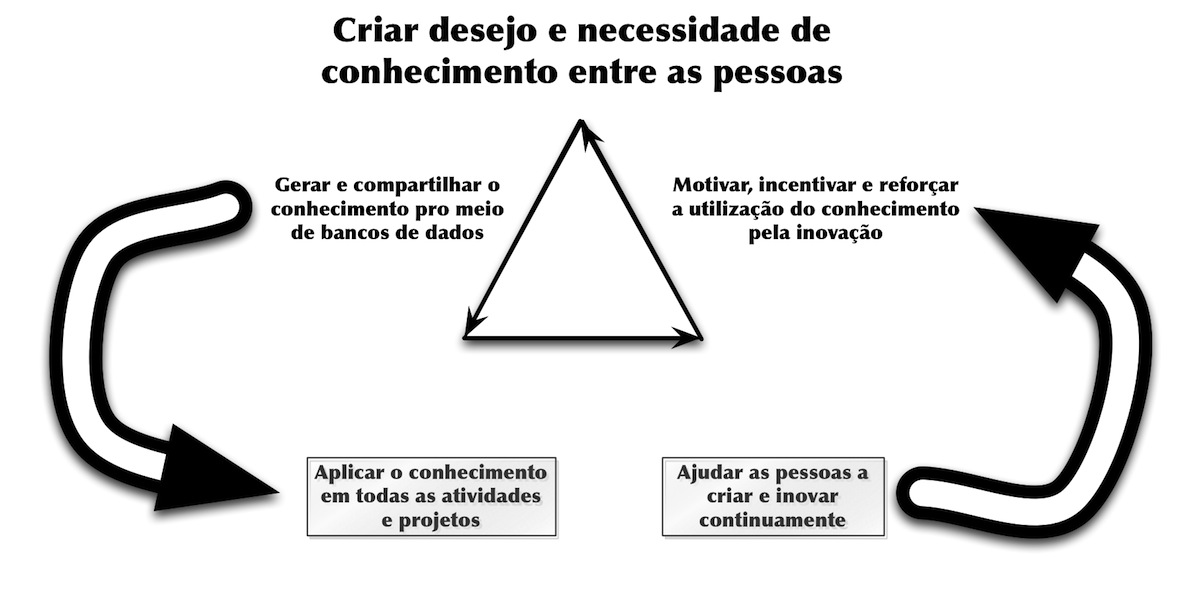 Criar desejo e necessidade de
conhecimento entre as pessoas
Gerar e compartilhar o
conhecimento pro meio
de bancos de dados
Motivar, incentivar e reforçar
a utilização do conhecimento
pela inovação
Aplicar o conhecimento
em todas as atividades
e projetos
Ajudar as pessoas a
criar e inovar
continuamente